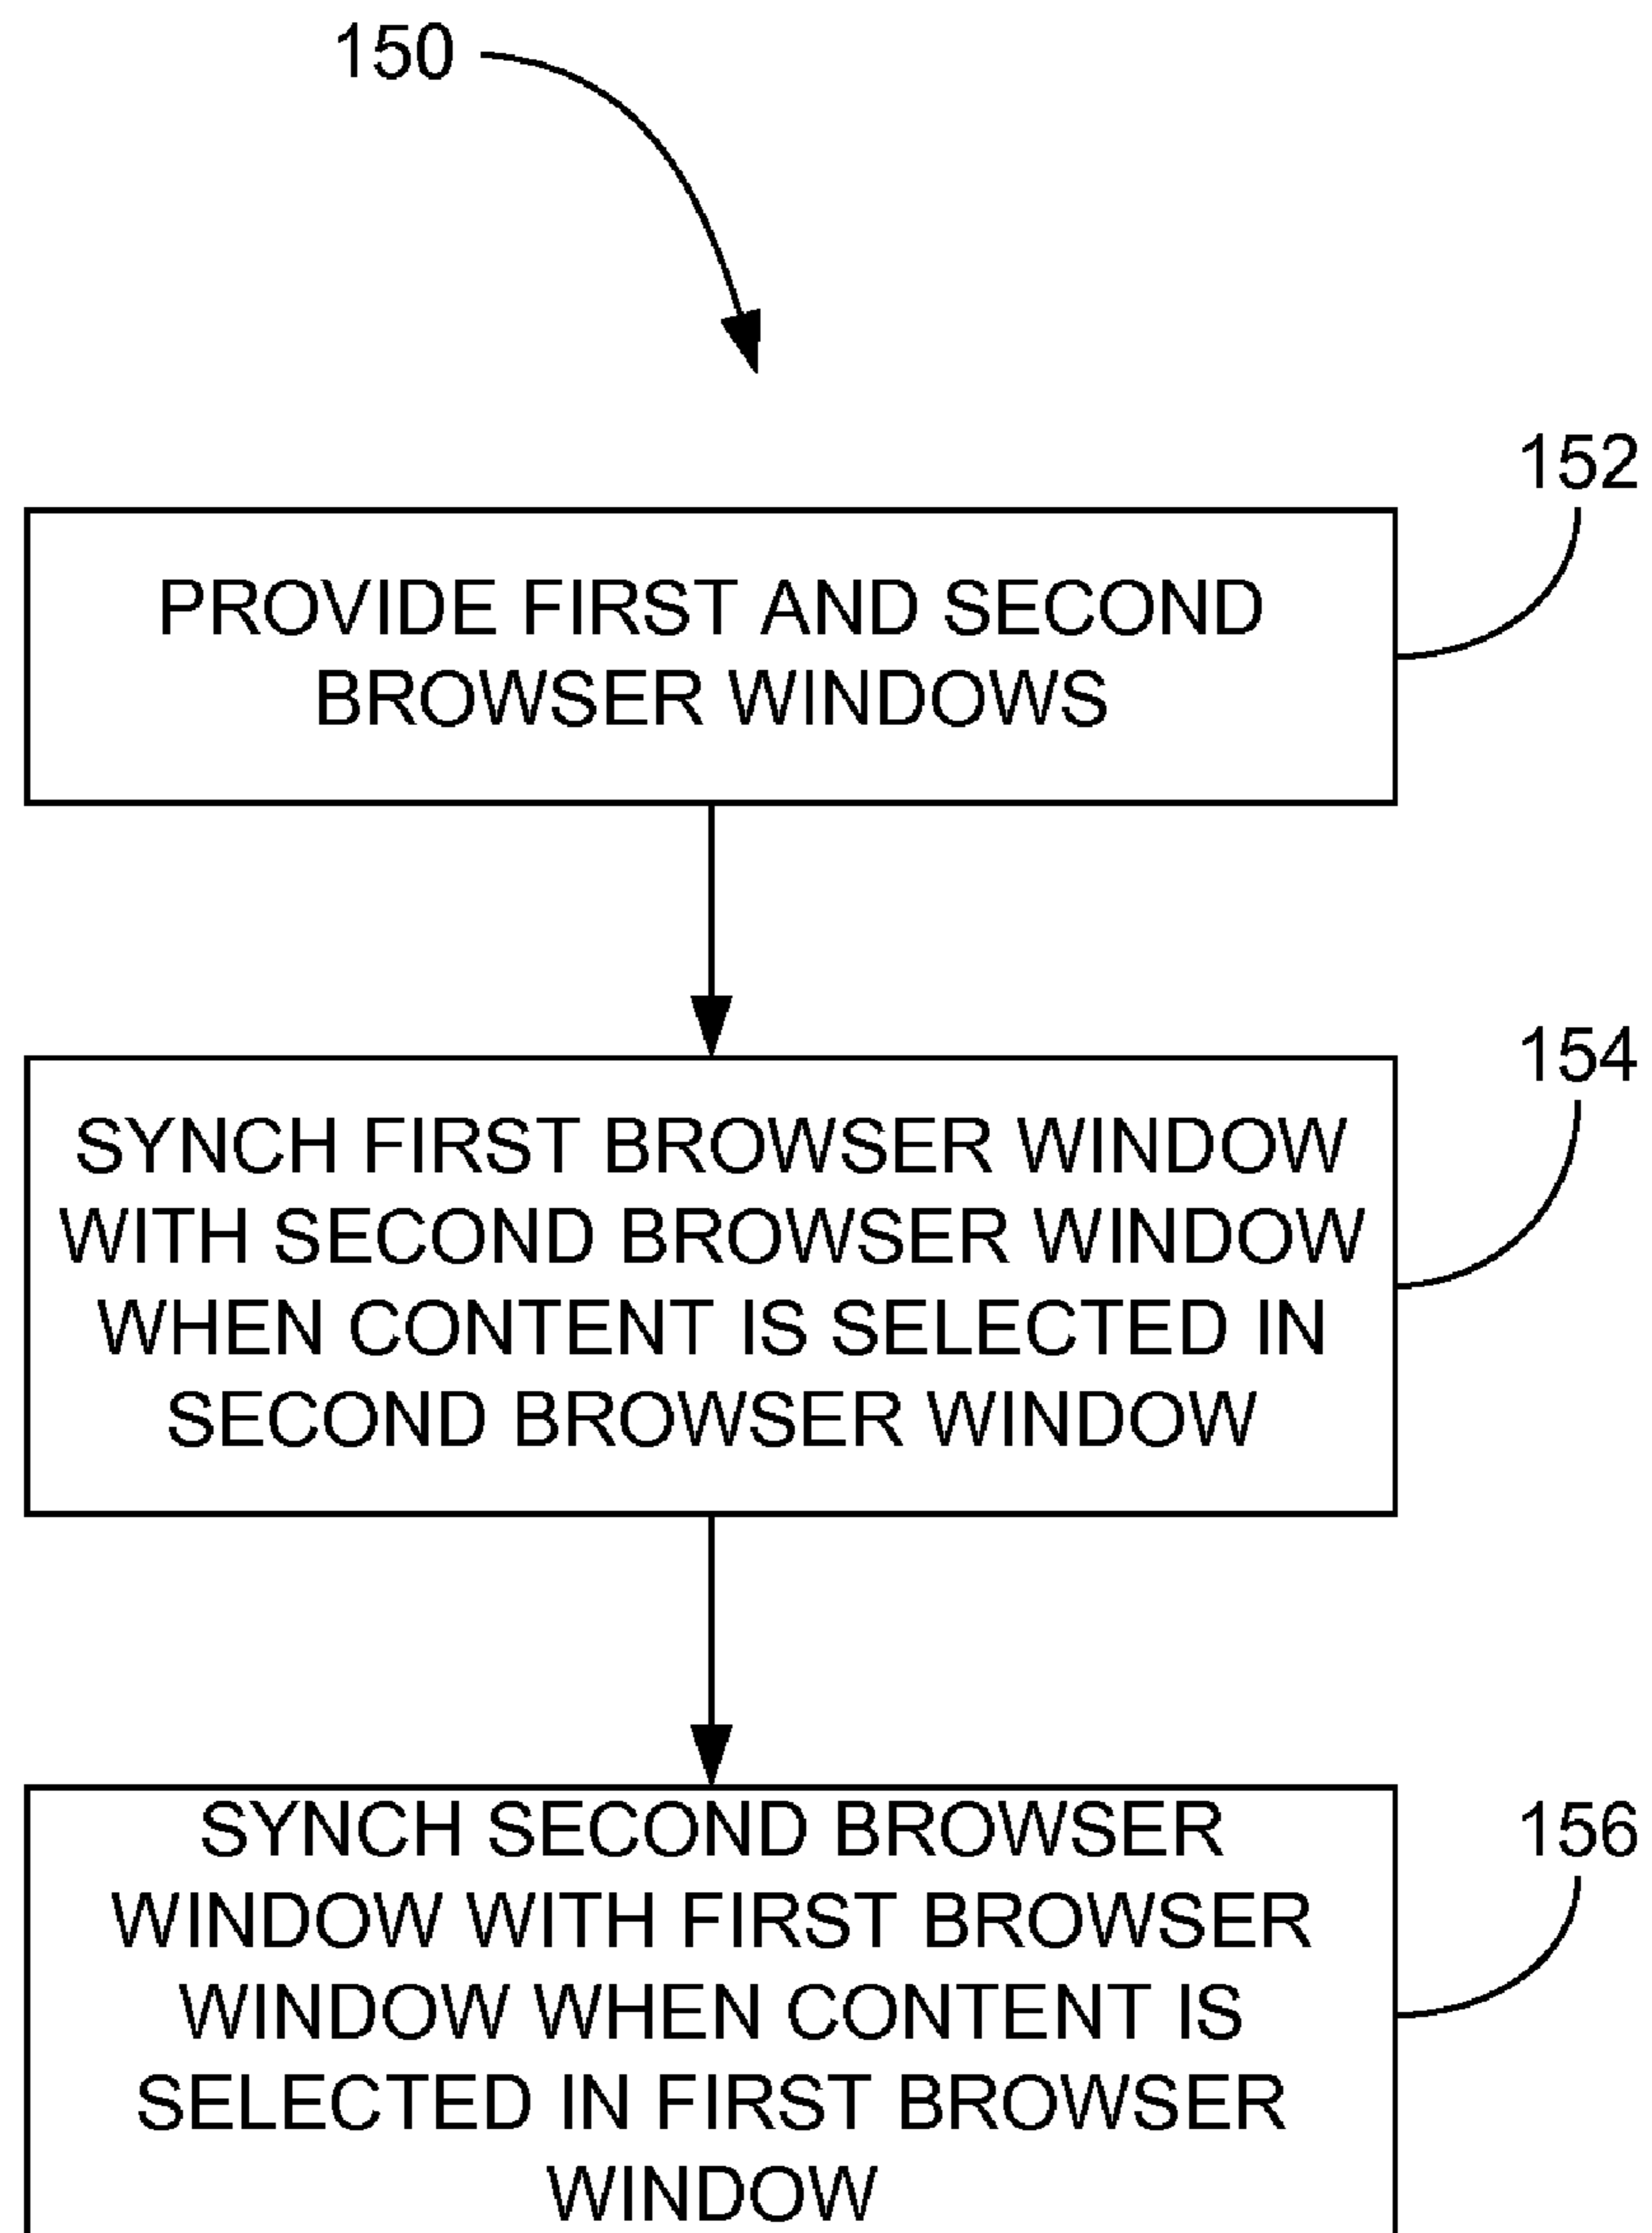 150
152
PROVIDE FIRST AND SECOND
BROWSER WINDOWS
154
SYNCH FIRST BROWSER WINDOW
WITH SECOND BROWSER WINDOW
WHEN CONTENT IS SELECTED IN
SECOND BROWSER WINDOW
156
SYNCH SECOND BROWSER
WINDOW WITH FIRST BROWSER
WINDOW WHEN CONTENT IS
SELECTED IN FIRST BROWSER
WINDOW